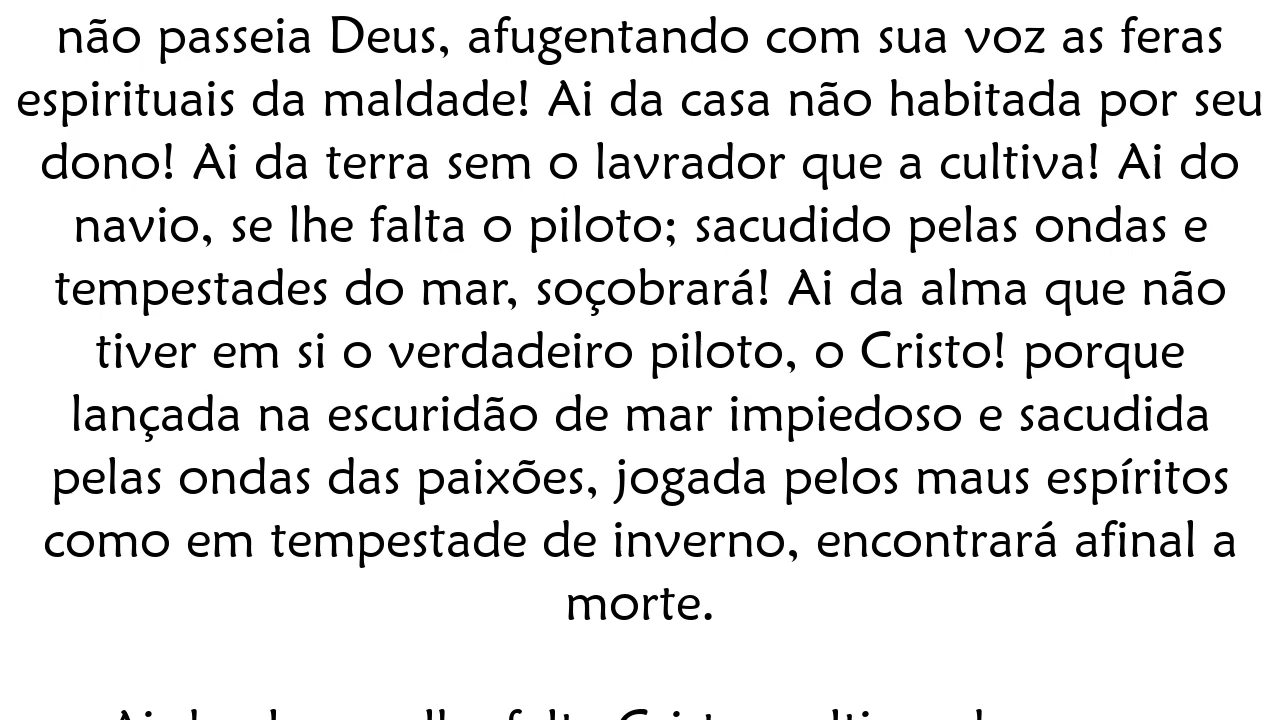 não passeia Deus, afugentando com sua voz as feras
espirituais da maldade! Ai da casa não habitada por seu
dono! Ai da terra sem o lavrador que a cultiva! Ai do
navio, se lhe falta o piloto; sacudido pelas ondas e
tempestades do mar, soçobrará! Ai da alma que não
tiver em si o verdadeiro piloto, o Cristo! porque
lançada na escuridão de mar impiedoso e sacudida
pelas ondas das paixões, jogada pelos maus espíritos
como em tempestade de inverno, encontrará afinal a
morte.